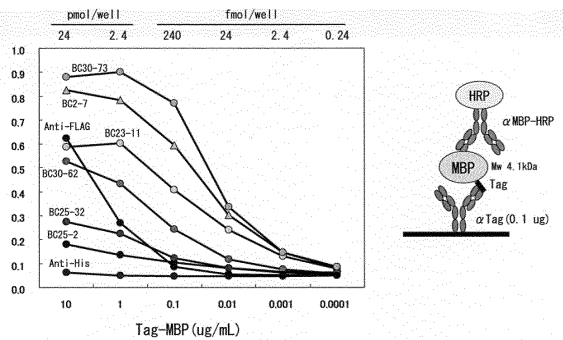 pmol/well fmol/well
24 2.4 240 24 2.4 0.24
1.0
0.9
0.8
0.7
0.6
0.5
0.4
0.3
0.2
0.1
0.0
BC30-73
BC2-7
Anti-FLAG
BC23-11
BC30-62
BC25-32
BC25-2
Anti-His
10 1 0.1 0.01 0.001 0.0001
Tag-MBP(ug/mL)
HRP
αMBP-HRP
MBP Mw 4.1kDa
Tag
αTag(0.1 ug)